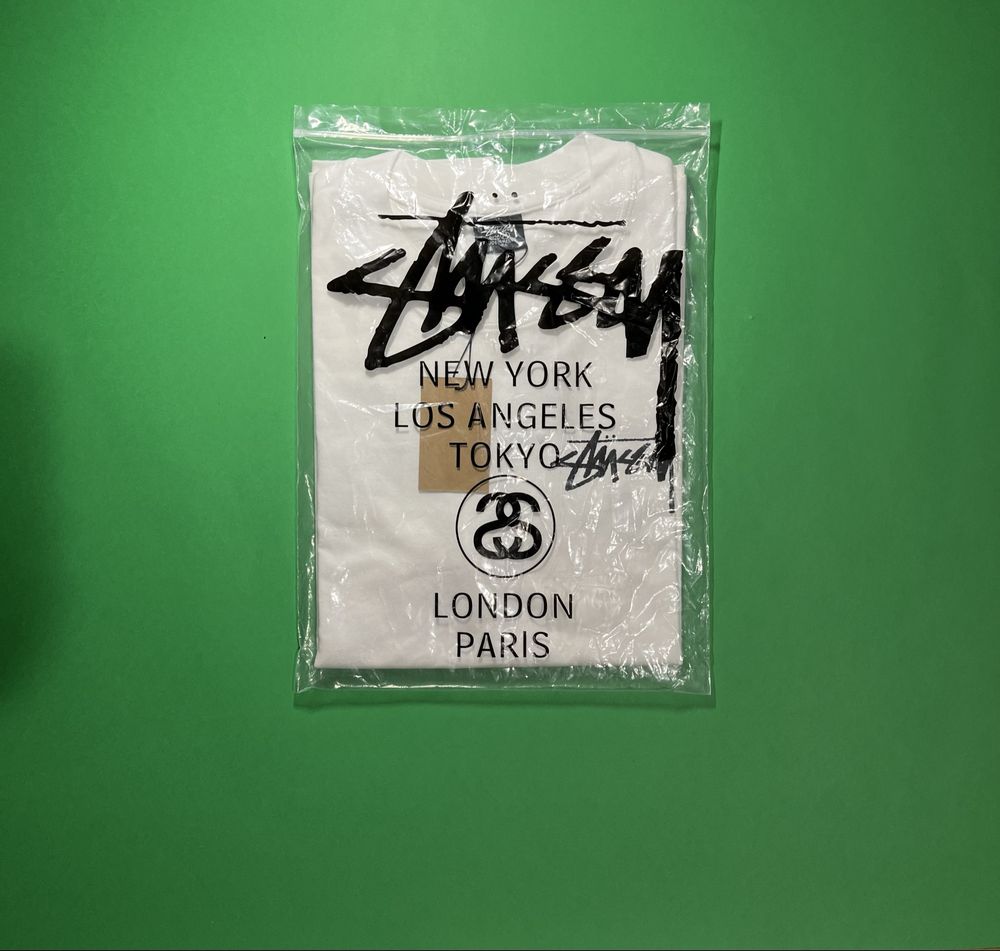 Stüssy
NEW YORK
LOS ANGELES
TOKYO
Stüssy
LONDON
PARIS